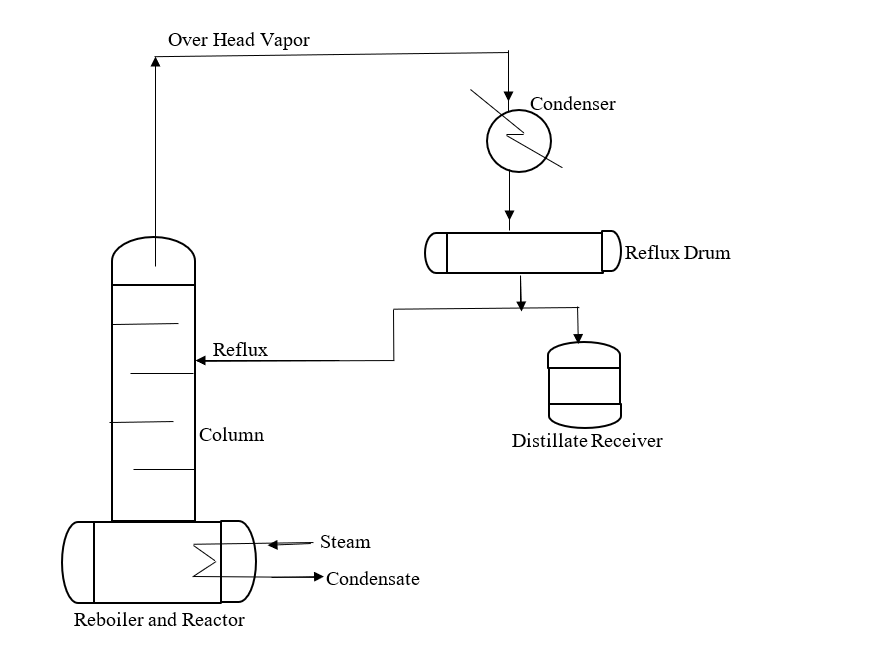 Over Head Vapor
Condenser
Reflux Drum
Reflux
Column
Distillate Receiver
Steam
Condensate
Reboiler and Reactor